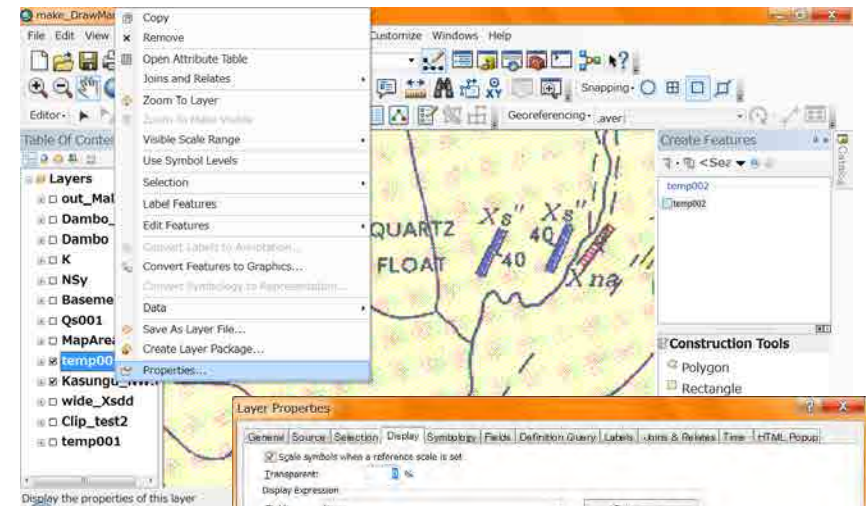 make_DrawMa
File Edit View
Customize Windows Help
Snapping
Editor
Georeferencing
aver
Table Of Conte
Layers
out_Mal
Dambo_
Dambo
K
NSy
Baseme
Qs001
MapArea
temp00
Kasungu_NW.
wide_Xsdd
Clip_test2
temp001
Display the properties of this layer
Copy
Remove
Open Attribute Table
Joins and Relates
Zoom To Layer
Zoom To Make Visible
Visible Scale Range
Use Symbol Levels
Selection
Label Features
Edit Features
Convert Labels to Annotation...
Convert Features to Graphics...
Convert Symbology to Representation...
Data
Save As Layer File...
Create Layer Package...
Properties...
QUARTZ
FLOAT
Xs" Xs"
40
40
X na
Create Features
temp002
temp002
Catalog
Construction Tools
Polygon
Rectangle
Layer Properties
General Source Selection Display Symbology Fields Definition Query Labels Joins & Relates Time HTML Popup
Scale symbols when a reference scale is set
Transparent: %
Display Expression